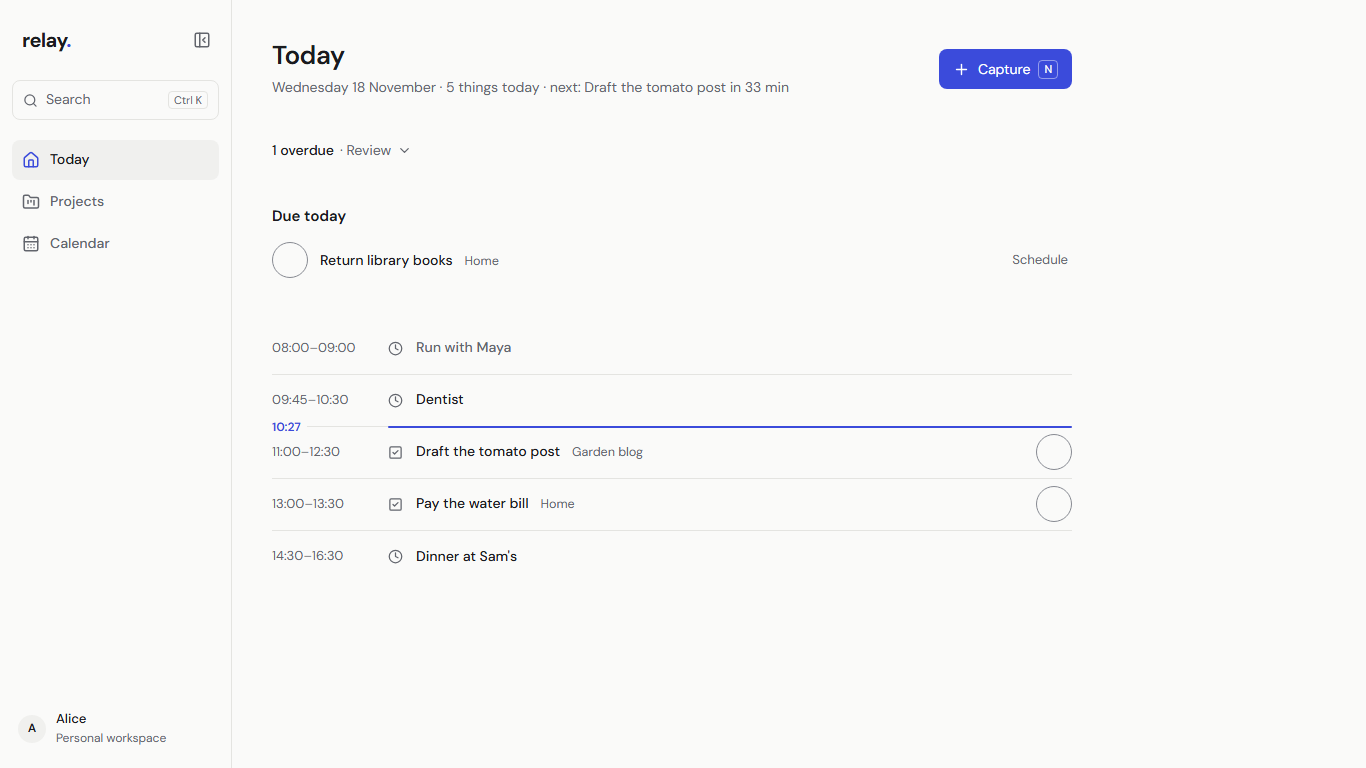 relay.
Search Ctrl K
Today
Projects
Calendar
A
Alice
Personal workspace
Today
Wednesday 18 November · 5 things today · next: Draft the tomato post in 33 min
+ Capture N
1 overdue · Review
Due today
Return library books Home Schedule
08:00–09:00 Run with Maya
09:45–10:30 Dentist
10:27
11:00–12:30 Draft the tomato post Garden blog
13:00–13:30 Pay the water bill Home
14:30–16:30 Dinner at Sam's